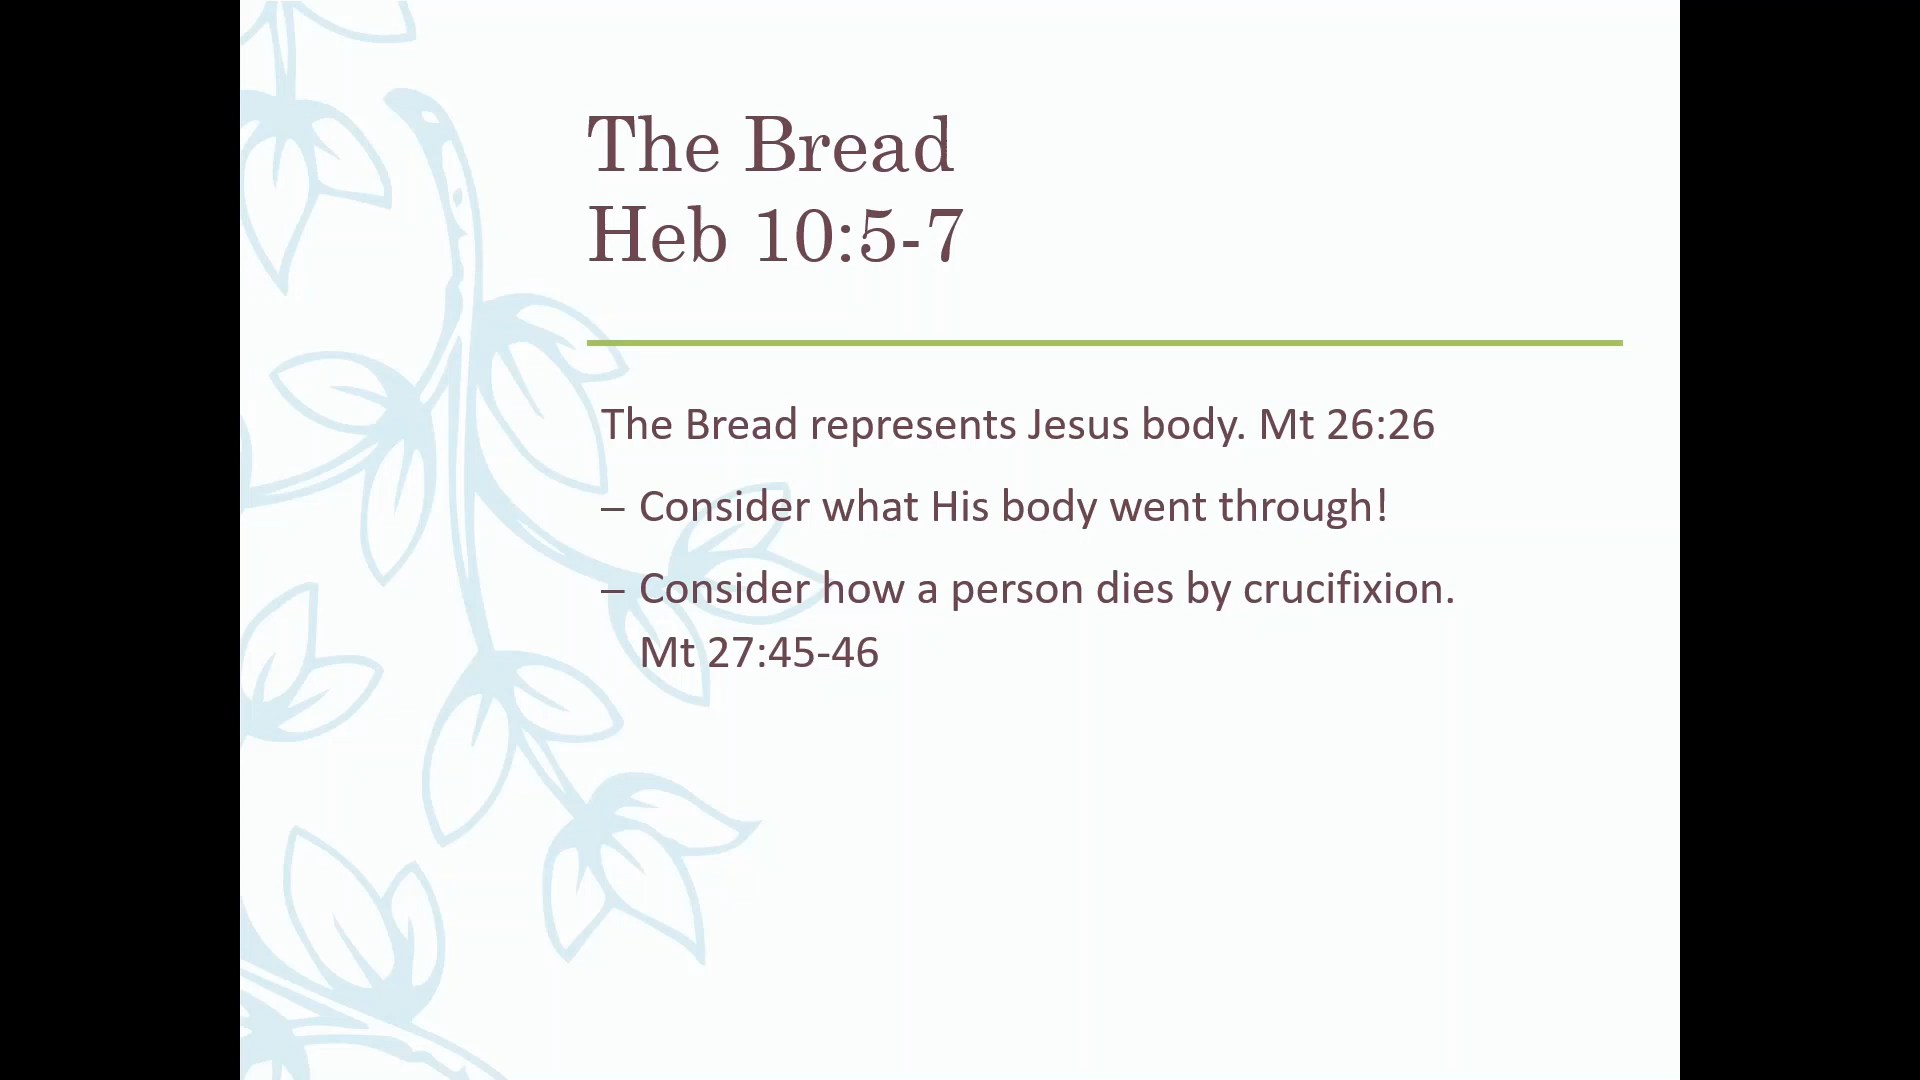 The Bread
Heb 10:5-7
The Bread represents Jesus body. Mt 26:26
– Consider what His body went through!
– Consider how a person dies by crucifixion.
Mt 27:45-46